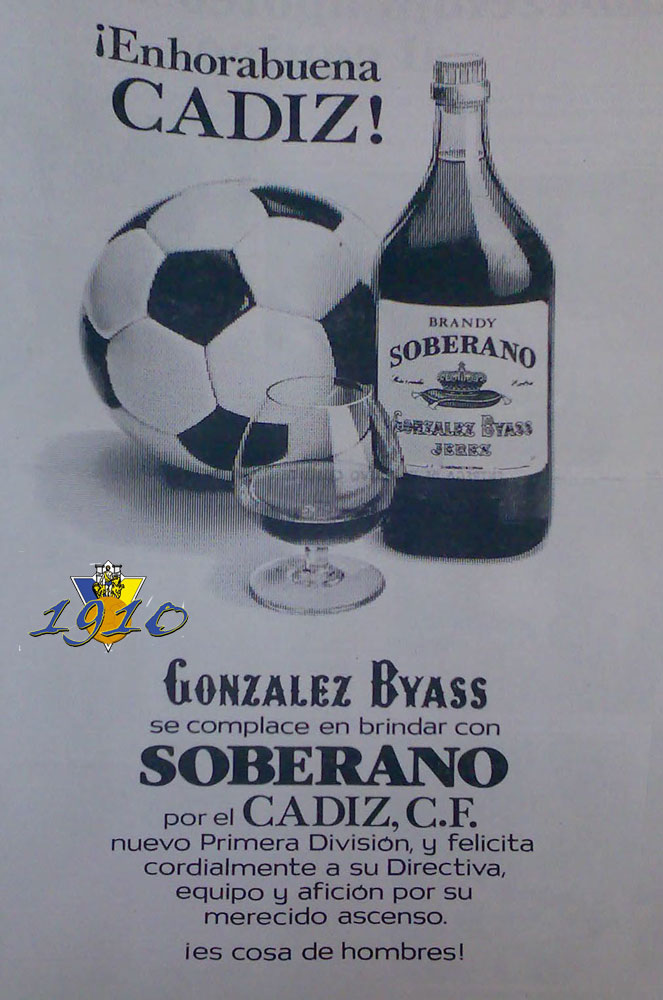 ¡Enhorabuena
CADIZ!
BRANDY
SOBERANO
GONZALEZ BYASS
JEREZ
1910
GONZALEZ BYASS
se complace en brindar con
SOBERANO
por el CADIZ, C.F.
nuevo Primera División, y felicita
cordialmente a su Directiva,
equipo y afición por su
merecido ascenso.
¡es cosa de hombres!